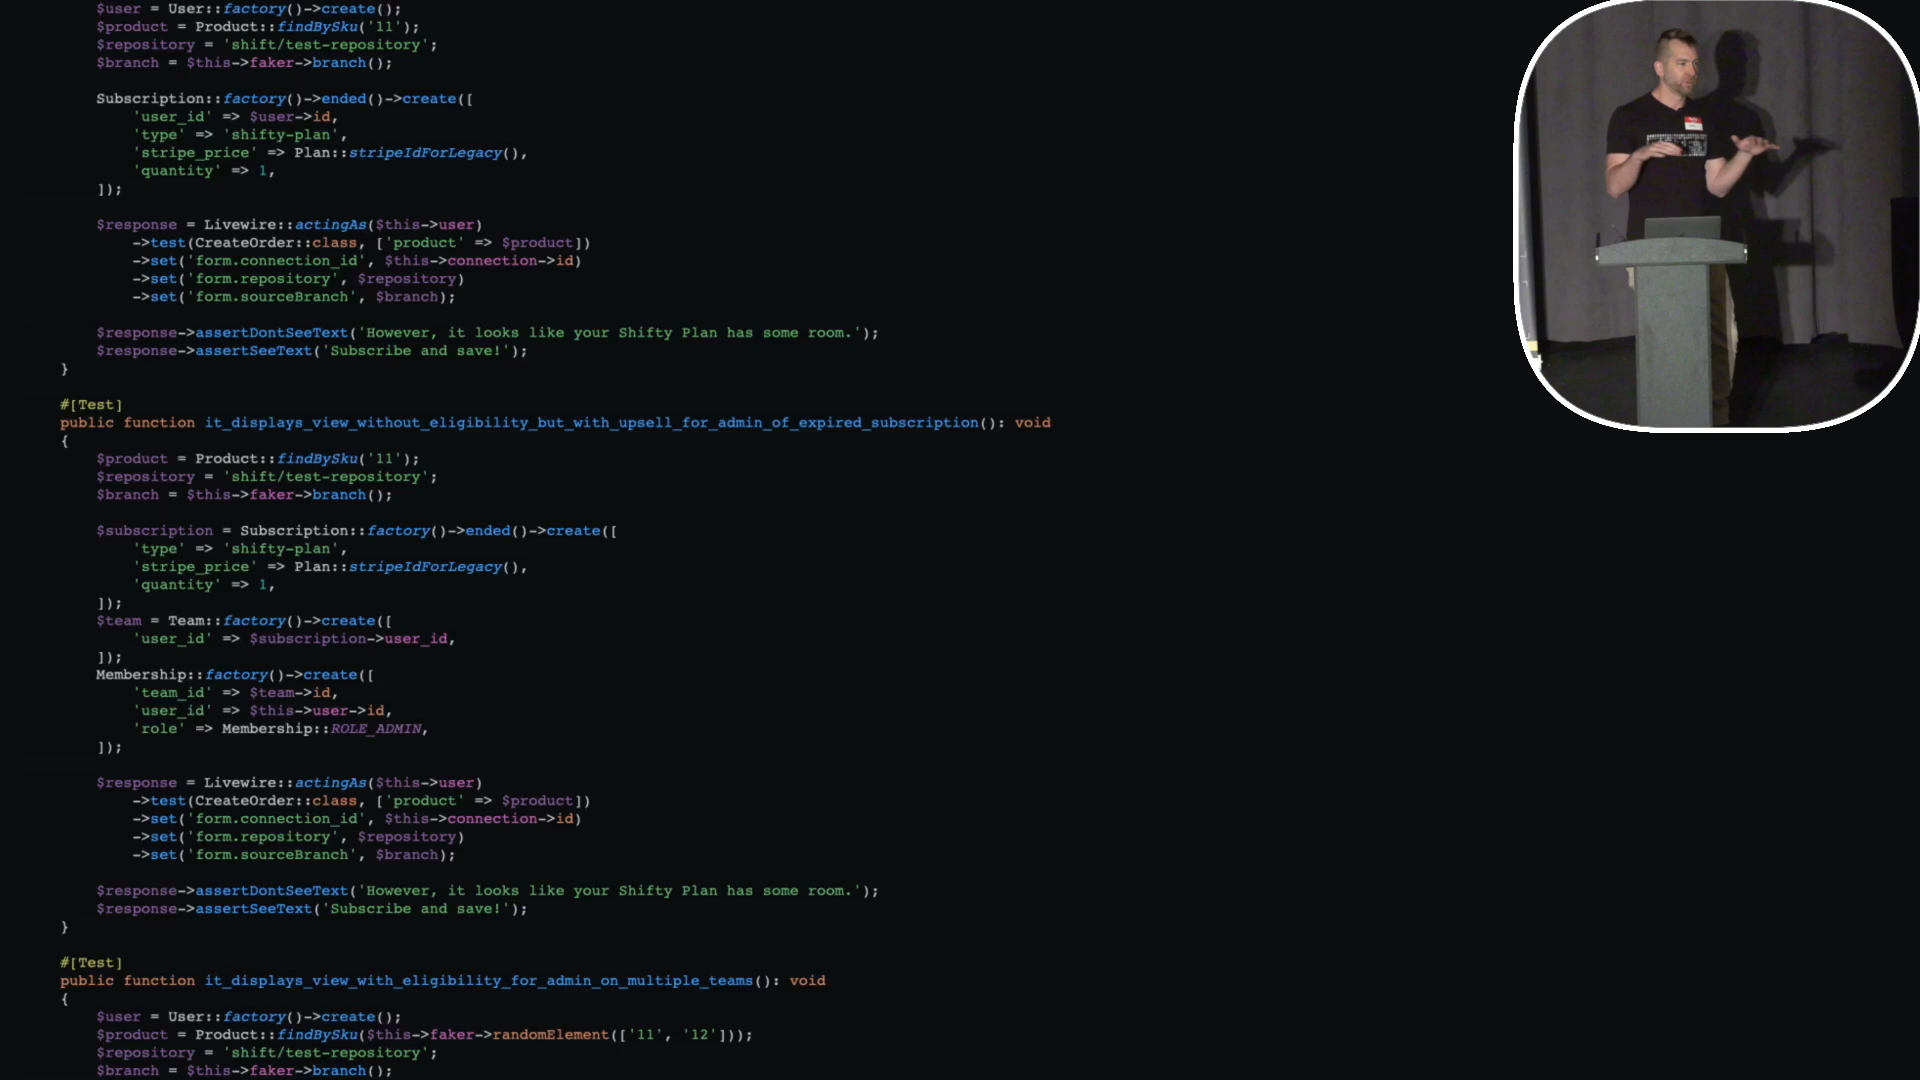 $user = User::factory()->create();
$product = Product::findBySku('11');
$repository = 'shift/test-repository';
$branch = $this->faker->branch();
Subscription::factory()->ended()->create([
'user_id' => $user->id,
'type' => 'shifty-plan',
'stripe_price' => Plan::stripeIdForLegacy(),
'quantity' => 1,
]);
$response = Livewire::actingAs($this->user)
->test(CreateOrder::class, ['product' => $product])
->set('form.connection_id', $this->connection->id)
->set('form.repository', $repository)
->set('form.sourceBranch', $branch);
$response->assertDontSeeText('However, it looks like your Shifty Plan has some room.');
$response->assertSeeText('Subscribe and save!');
}
#[Test]
public function it_displays_view_without_eligibility_but_with_upsell_for_admin_of_expired_subscription(): void
{
$product = Product::findBySku('11');
$repository = 'shift/test-repository';
$branch = $this->faker->branch();
$subscription = Subscription::factory()->ended()->create([
'type' => 'shifty-plan',
'stripe_price' => Plan::stripeIdForLegacy(),
'quantity' => 1,
]);
$team = Team::factory()->create([
'user_id' => $subscription->user_id,
]);
Membership::factory()->create([
'team_id' => $team->id,
'user_id' => $this->user->id,
'role' => Membership::ROLE_ADMIN,
]);
$response = Livewire::actingAs($this->user)
->test(CreateOrder::class, ['product' => $product])
->set('form.connection_id', $this->connection->id)
->set('form.repository', $repository)
->set('form.sourceBranch', $branch);
$response->assertDontSeeText('However, it looks like your Shifty Plan has some room.');
$response->assertSeeText('Subscribe and save!');
}
#[Test]
public function it_displays_view_with_eligibility_for_admin_on_multiple_teams(): void
{
$user = User::factory()->create();
$product = Product::findBySku($this->faker->randomElement(['11', '12']));
$repository = 'shift/test-repository';
$branch = $this->faker->branch();